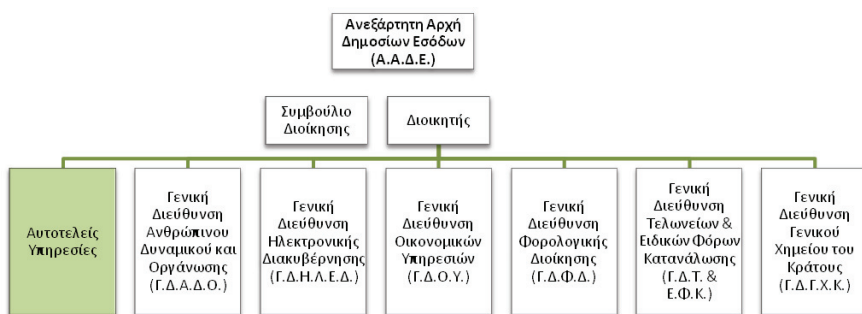 Ανεξάρτητη Αρχή
Δημοσίων Εσόδων
(Α.Α.Δ.Ε.)
Συμβούλιο
Διοίκησης
Διοικητής
Αυτοτελείς
Υπηρεσίες
Γενική
Διεύθυνση
Ανθρώπινου
Δυναμικού και
Οργάνωσης
(Γ.Δ.Α.Δ.Ο.)
Γενική
Διεύθυνση
Ηλεκτρονικής
Διακυβέρνησης
(Γ.Δ.Η.Λ.Ε.Δ.)
Γενική
Διεύθυνση
Οικονομικών
Υπηρεσιών
(Γ.Δ.Ο.Υ.)
Γενική
Διεύθυνση
Φορολογικής
Διοίκησης
(Γ.Δ.Φ.Δ.)
Γενική
Διεύθυνση
Τελωνείων &
Ειδικών Φόρων
Κατανάλωσης
(Γ.Δ.Τ. &
Ε.Φ.Κ.)
Γενική
Διεύθυνση
Γενικού
Χημείου του
Κράτους
(Γ.Δ.Γ.Χ.Κ.)